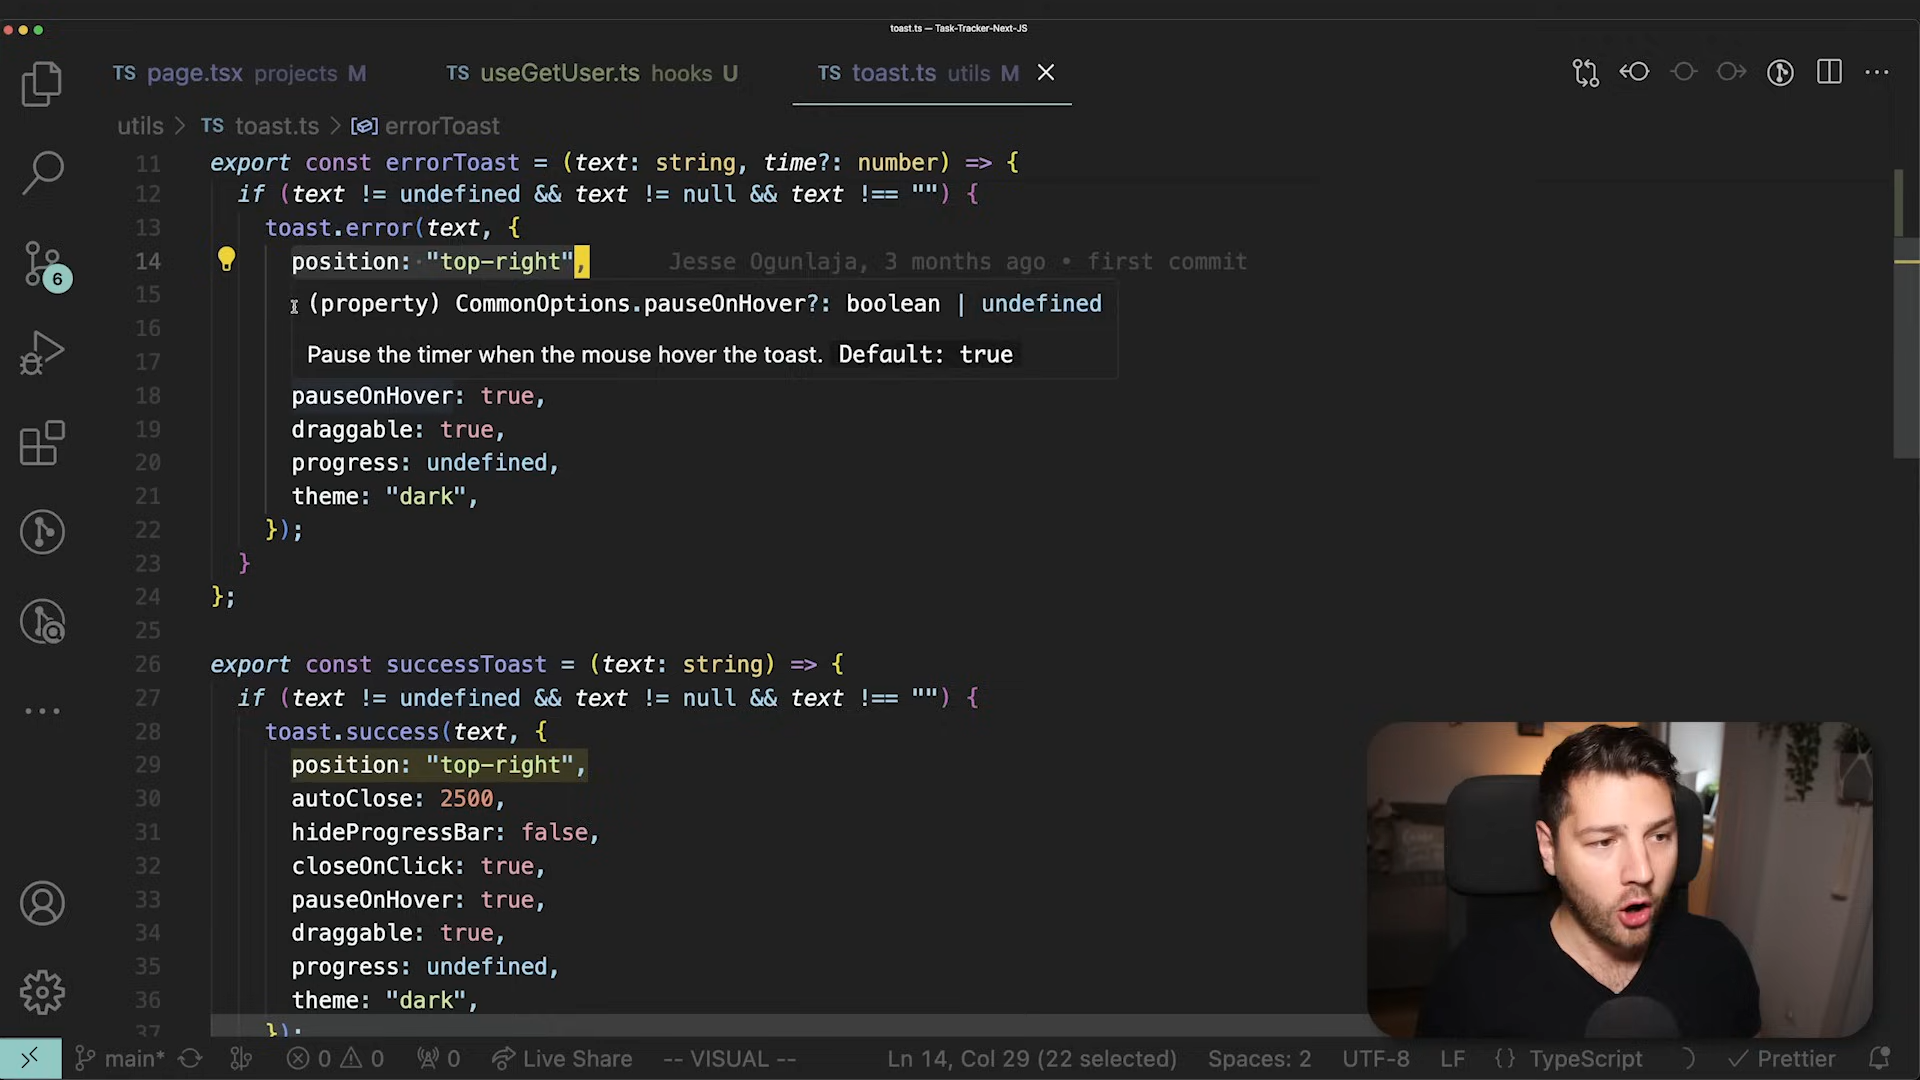 toast.ts — Task-Tracker-Next-JS
TS page.tsx projects M
TS useGetUser.ts hooks U
TS toast.ts utils M
utils > TS toast.ts > errorToast
11 export const errorToast = (text: string, time?: number) => {
12 if (text != undefined && text != null && text !== "") {
13 toast.error(text, {
14 position: "top-right", Jesse Ogunlaja, 3 months ago • first commit
15
(property) CommonOptions.pauseOnHover?: boolean | undefined
16
Pause the timer when the mouse hover the toast. Default: true
17
18 pauseOnHover: true,
19 draggable: true,
20 progress: undefined,
21 theme: "dark",
22 });
23 }
24 };
25
26 export const successToast = (text: string) => {
27 if (text != undefined && text != null && text !== "") {
28 toast.success(text, {
29 position: "top-right",
30 autoClose: 2500,
31 hideProgressBar: false,
32 closeOnClick: true,
33 pauseOnHover: true,
34 draggable: true,
35 progress: undefined,
36 theme: "dark",
37 });
6
main* 0 0 0 Live Share -- VISUAL -- Ln 14, Col 29 (22 selected) Spaces: 2 UTF-8 LF {} TypeScript Prettier